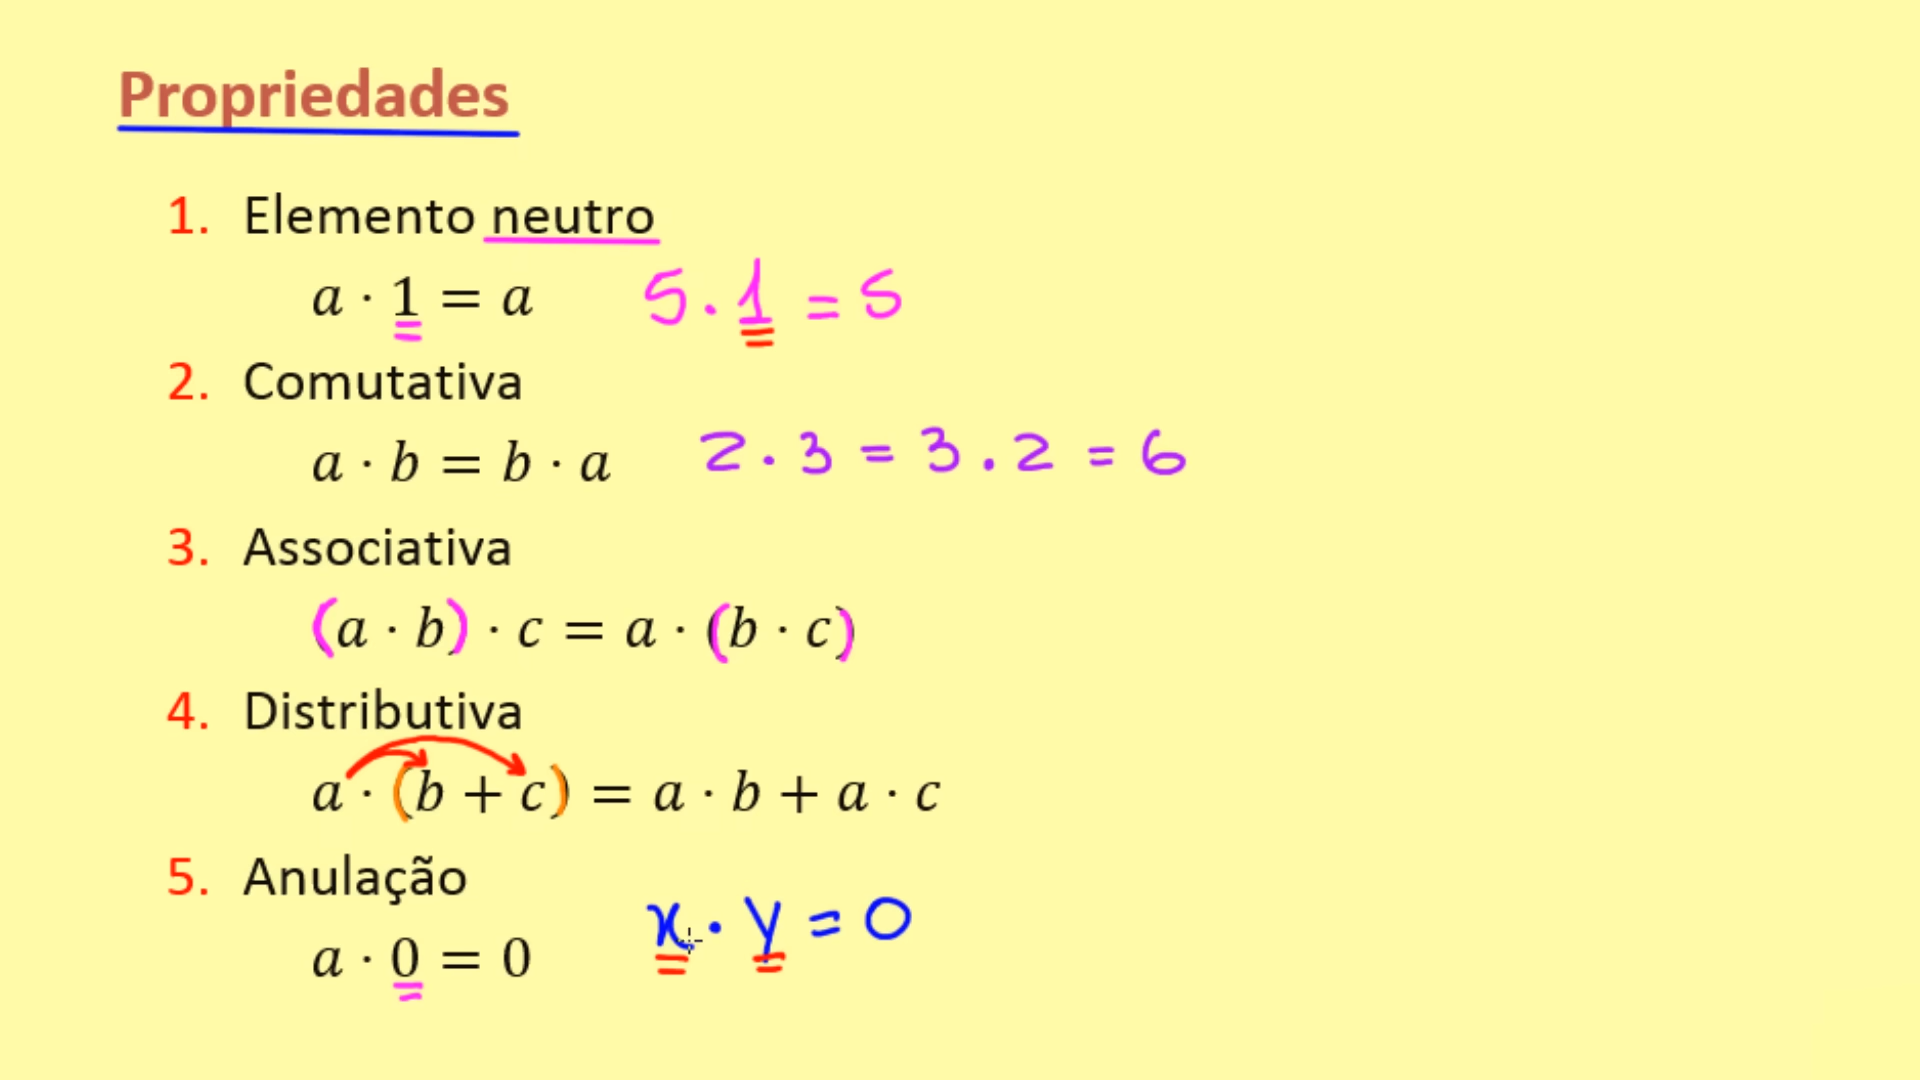 Propriedades
1. Elemento neutro
a · 1 = a 5 . 1 = 5
2. Comutativa
a · b = b · a 2 . 3 = 3 . 2 = 6
3. Associativa
(a · b) · c = a · (b · c)
4. Distributiva
a · (b + c) = a · b + a · c
5. Anulação
a · 0 = 0 x · y = 0